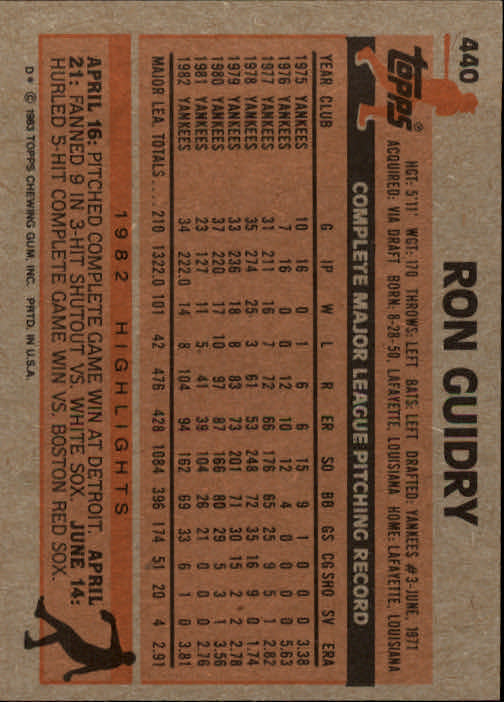 440
RON GUIDRY
Topps®
HGT: 5'11" WGT: 170 THROWS: LEFT BATS: LEFT DRAFTED: YANKEES #3-JUNE, 1971
ACQUIRED: VIA DRAFT BORN: 8-28-50, LAFAYETTE, LOUISIANA HOME: LAFAYETTE, LOUISIANA
COMPLETE MAJOR LEAGUE PITCHING RECORD
YEAR CLUB G IP W L R ER SO BB GS CG SHO SV ERA
1975 YANKEES 10 16 0 1 6 6 15 9 1 0 0 0 3.38
1976 YANKEES 7 16 0 0 12 10 12 4 0 0 0 0 5.63
1977 YANKEES 31 211 16 7 72 66 176 65 25 9 5 1 2.82
1978 YANKEES 35 274 25 3 61 53 248 72 35 16 9 0 1.74
1979 YANKEES 33 236 18 8 83 73 201 71 30 15 2 2 2.78
1980 YANKEES 37 220 17 10 97 87 166 80 29 5 3 1 3.56
1981 YANKEES 23 127 11 5 41 39 104 26 21 0 0 0 2.76
1982 YANKEES 34 222.0 14 8 104 94 162 69 33 6 1 0 3.81
MAJOR LEA. TOTALS.... 210 1322.0 101 42 476 428 1084 396 174 51 20 4 2.91
1982 HIGHLIGHTS
APRIL 16: PITCHED COMPLETE GAME WIN AT DETROIT. APRIL
21: FANNED 9 IN 3-HIT SHUTOUT VS. WHITE SOX. JUNE 14:
HURLED 5-HIT COMPLETE GAME WIN VS. BOSTON RED SOX.
D* © 1983 TOPPS CHEWING GUM, INC. PRTD. IN U.S.A.